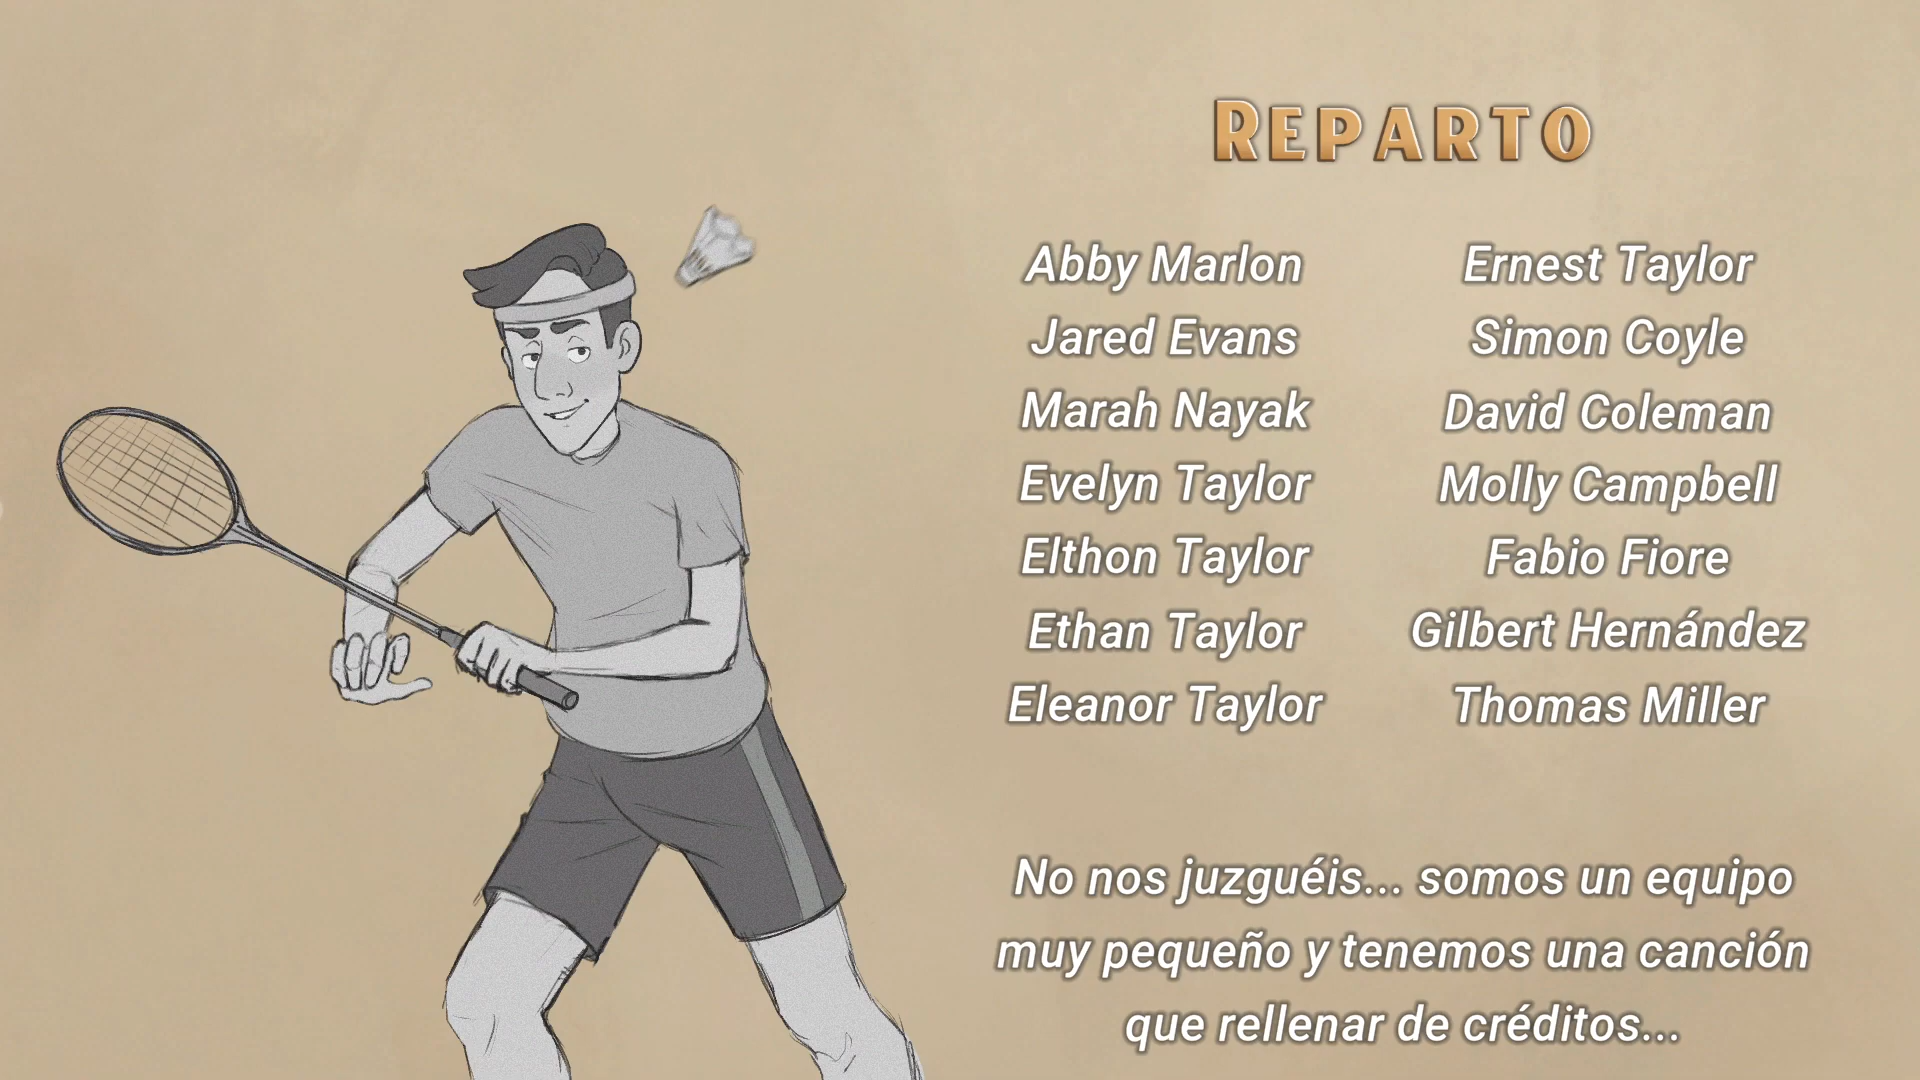 REPARTO
Abby Marlon
Jared Evans
Marah Nayak
Evelyn Taylor
Elthon Taylor
Ethan Taylor
Eleanor Taylor
Ernest Taylor
Simon Coyle
David Coleman
Molly Campbell
Fabio Fiore
Gilbert Hernández
Thomas Miller
No nos juzguéis... somos un equipo
muy pequeño y tenemos una canción
que rellenar de créditos...